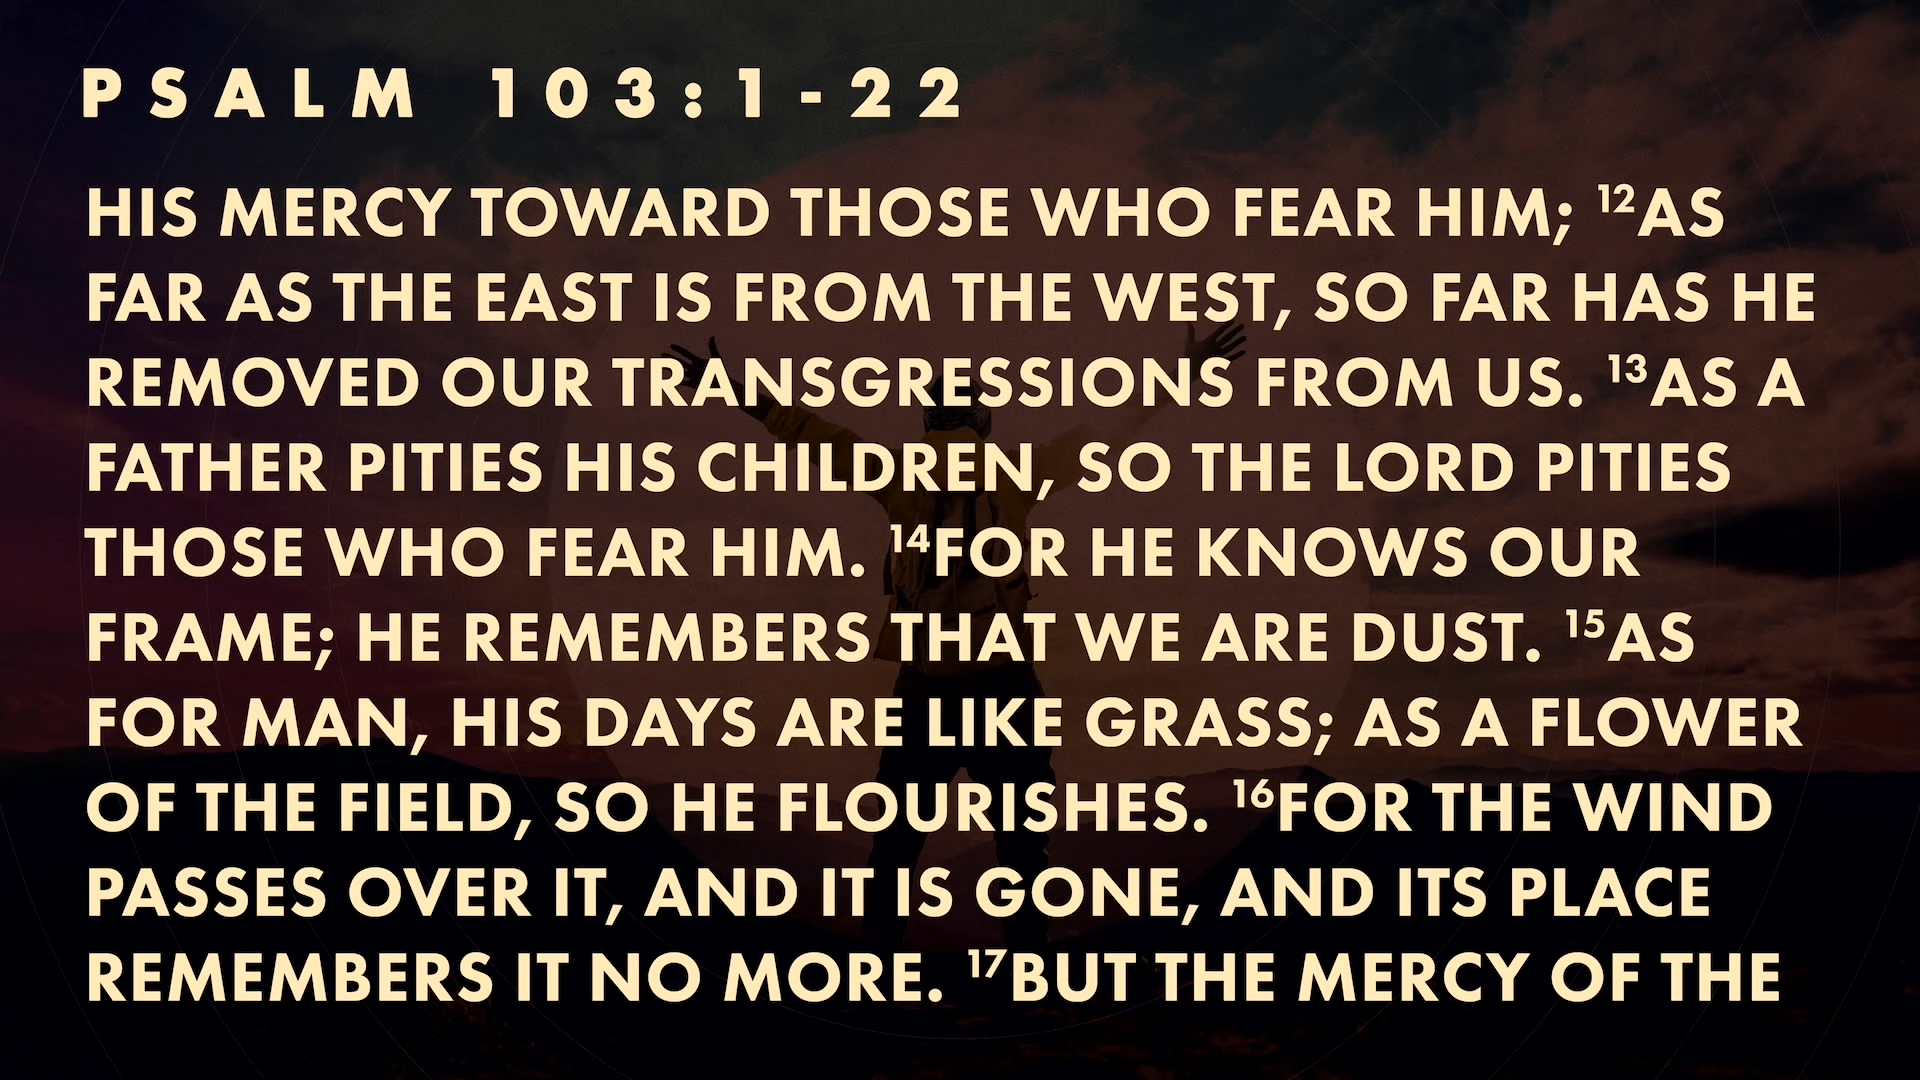 PSALM 103:1-22
HIS MERCY TOWARD THOSE WHO FEAR HIM; ¹²AS
FAR AS THE EAST IS FROM THE WEST, SO FAR HAS HE
REMOVED OUR TRANSGRESSIONS FROM US. ¹³AS A
FATHER PITIES HIS CHILDREN, SO THE LORD PITIES
THOSE WHO FEAR HIM. ¹⁴FOR HE KNOWS OUR
FRAME; HE REMEMBERS THAT WE ARE DUST. ¹⁵AS
FOR MAN, HIS DAYS ARE LIKE GRASS; AS A FLOWER
OF THE FIELD, SO HE FLOURISHES. ¹⁶FOR THE WIND
PASSES OVER IT, AND IT IS GONE, AND ITS PLACE
REMEMBERS IT NO MORE. ¹⁷BUT THE MERCY OF THE